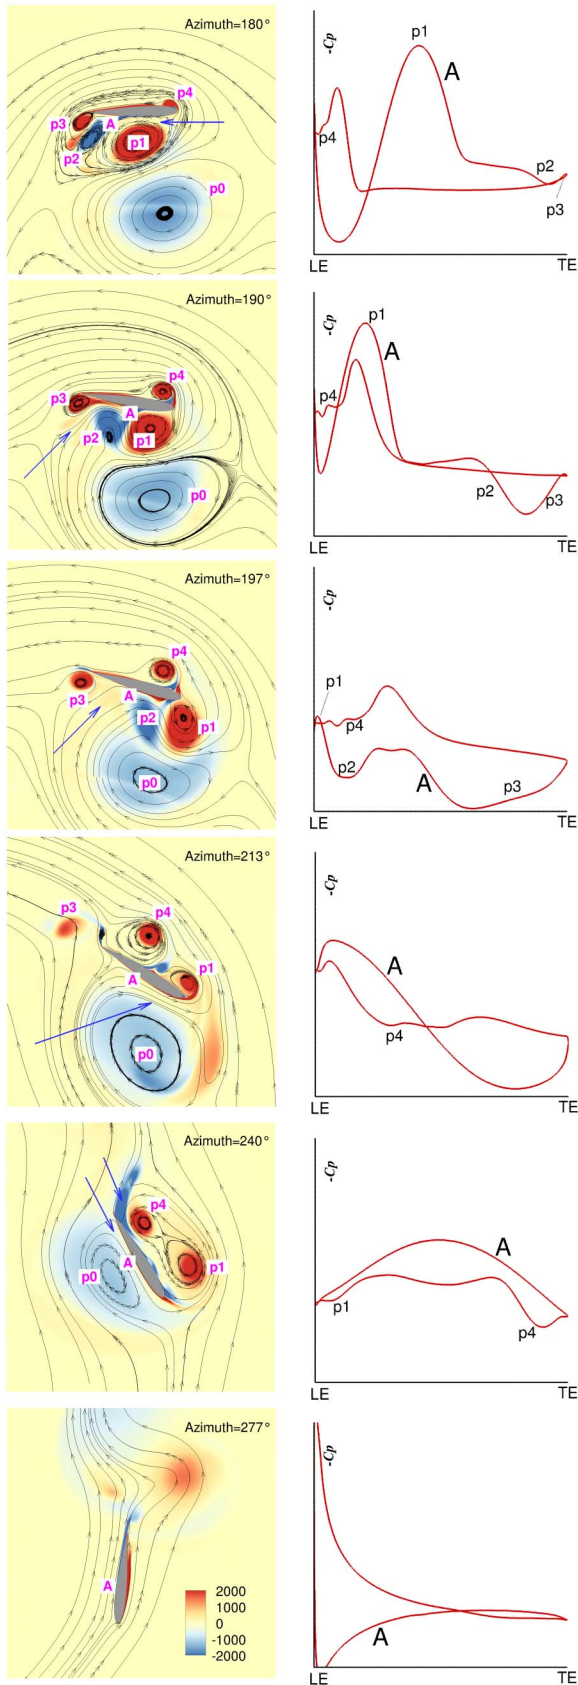 Azimuth=180°
p4
p3
A
p2
p1
p0
-Cp
p1
A
p4
p2
p3
LE
TE
Azimuth=190°
p4
p3
A
p2
p1
p0
-Cp
p1
A
p4
p2
p3
LE
TE
Azimuth=197°
p4
p3
A
p2
p1
p0
-Cp
p1
p4
p2
A
p3
LE
TE
Azimuth=213°
p3
p4
A
p1
p0
-Cp
A
p4
LE
TE
Azimuth=240°
p4
A
p0
p1
-Cp
A
p1
p4
LE
TE
Azimuth=277°
A
2000
1000
0
-1000
-2000
-Cp
A
LE
TE